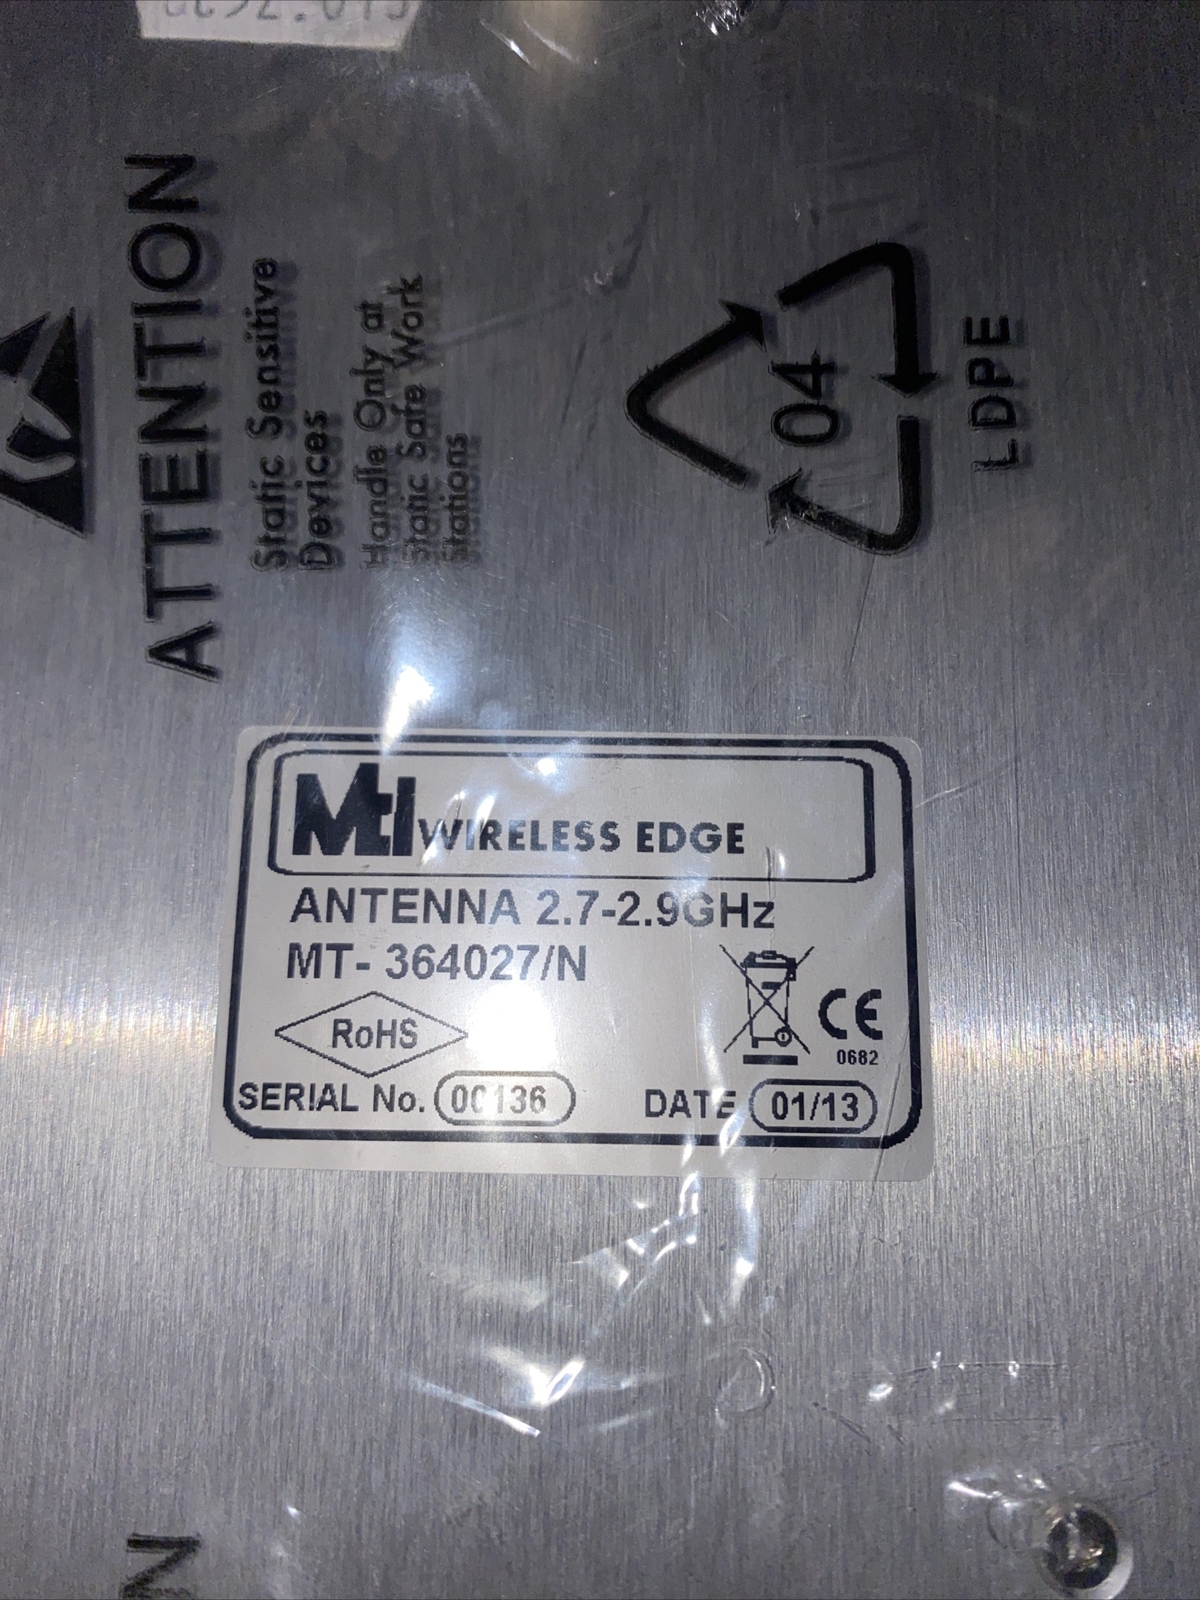 ATTENTION
Static Sensitive
Devices
Handle Only at
Static Safe Work
Stations
04
LDPE
MtI WIRELESS EDGE
ANTENNA 2.7-2.9GHz
MT- 364027/N
RoHS
CE
0682
SERIAL No. 00136
DATE 01/13
N